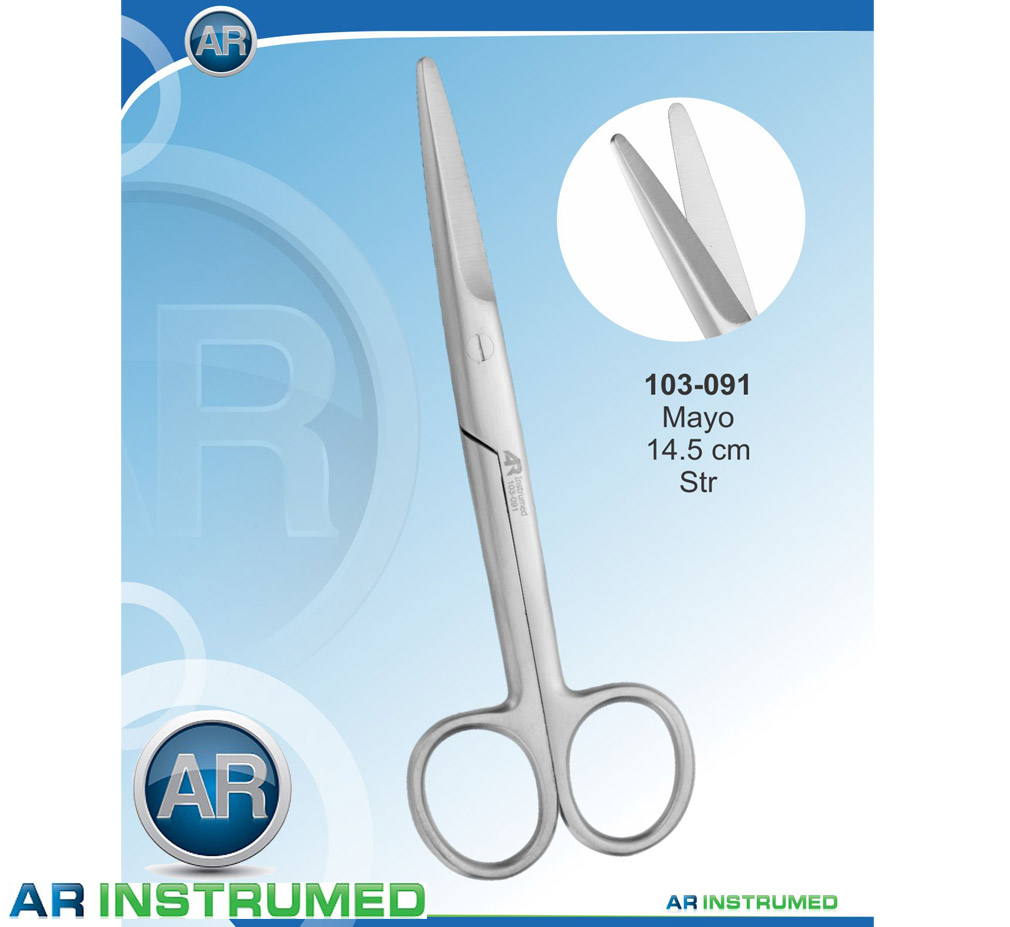 AR
103-091
Mayo
14.5 cm
Str
AR Instrumed
103-091
R
AR
AR INSTRUMED
AR INSTRUMED